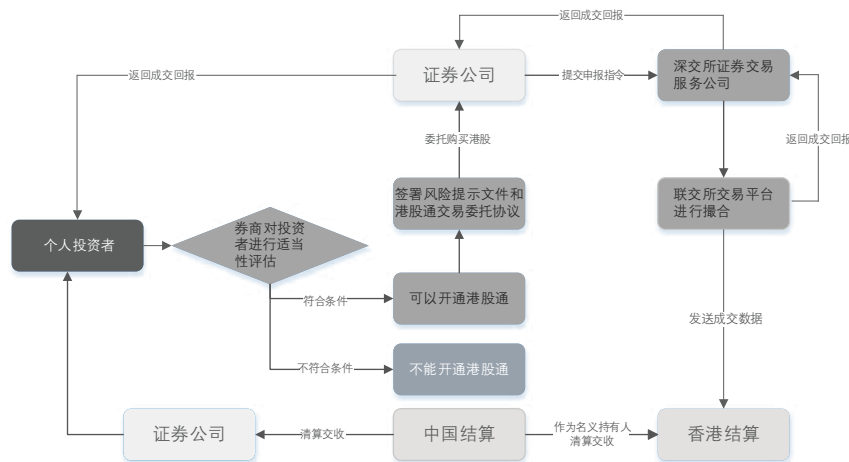 返回成交回报
返回成交回报
证券公司
提交申报指令
深交所证券交易
服务公司
委托购买港股
返回成交回报
签署风险提示文件和
港股通交易委托协议
联交所交易平台
进行撮合
个人投资者
券商对投资
者进行适当
性评估
符合条件
可以开通港股通
发送成交数据
不符合条件
不能开通港股通
证券公司
清算交收
中国结算
作为名义持有人
清算交收
香港结算